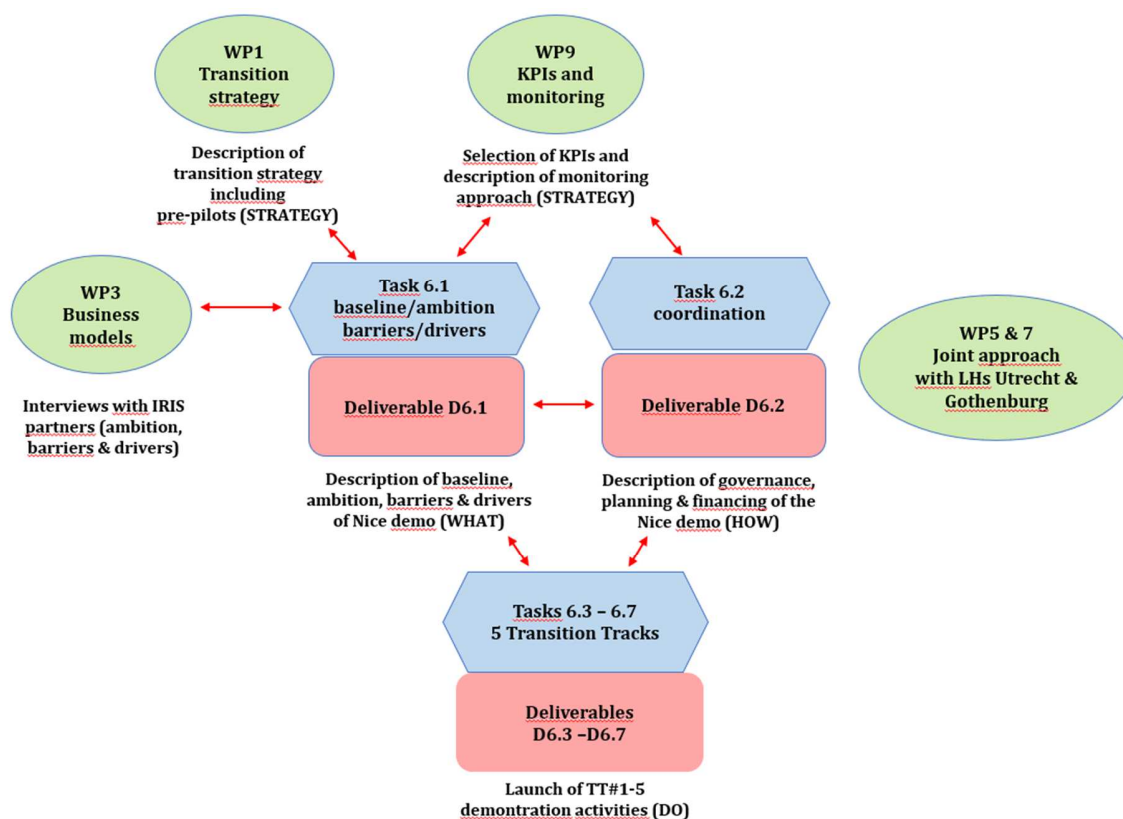 WP1
Transition
strategy
WP9
KPIs and
monitoring
Description of
transition strategy
including
pre-pilots (STRATEGY)
Selection of KPIs and
description of monitoring
approach (STRATEGY)
WP3
Business
models
Task 6.1
baseline/ambition
barriers/drivers
Task 6.2
coordination
WP5 & 7
Joint approach
with LHs Utrecht &
Gothenburg
Interviews with IRIS
partners (ambition,
barriers & drivers)
Deliverable D6.1
Deliverable D6.2
Description of baseline,
ambition, barriers & drivers
of Nice demo (WHAT)
Description of governance,
planning & financing of the
Nice demo (HOW)
Tasks 6.3 – 6.7
5 Transition Tracks
Deliverables
D6.3 –D6.7
Launch of TT#1-5
demontration activities (DO)